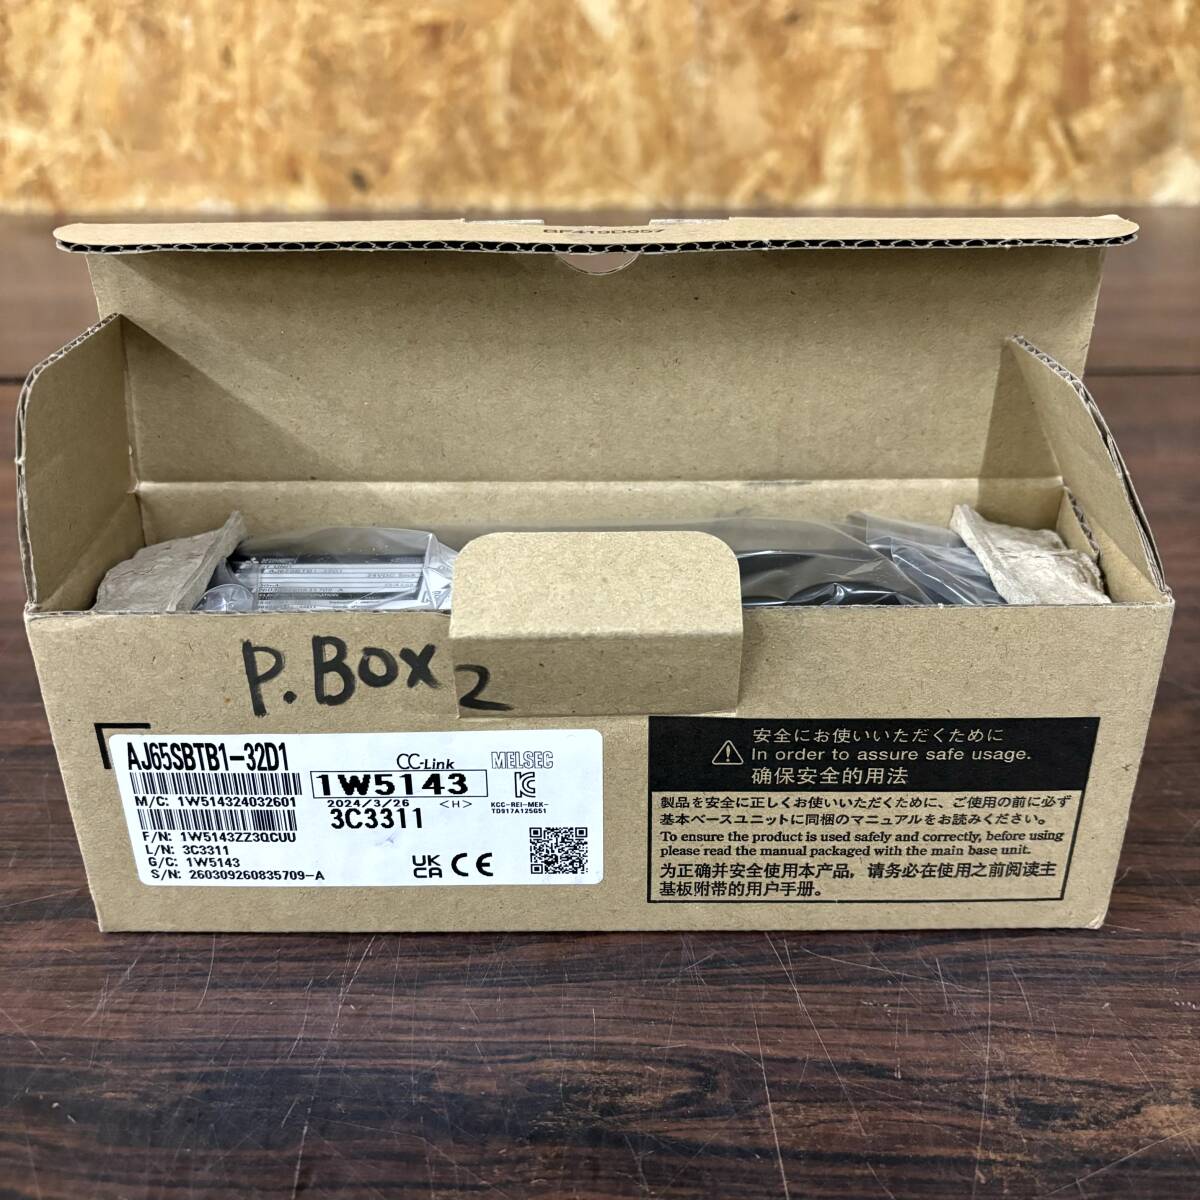 BF419D957
AJ65SBTB1-32D1
24VDC 5mA
P.BOX 2
AJ65SBTB1-32D1
CC-Link
MELSEC
1W5143
M/C: 1W514324032601
2024/3/26
<H>
KCC-REI-MEK-
TD917A125G51
3C3311
F/N: 1W5143ZZ3QCUU
L/N: 3C3311
G/C: 1W5143
S/N: 260309260835709-A
UK
CA
CE
安全にお使いいただくために
In order to assure safe usage.
确保安全的用法
製品を安全に正しくお使いいただくために、ご使用の前に必ず
基本ベースユニットに同梱のマニュアルをお読みください。
To ensure the product is used safely and correctly, before using
please read the manual packaged with the main base unit.
为正确并安全使用本产品，请务必在使用之前阅读主
基板附带的用户手册。